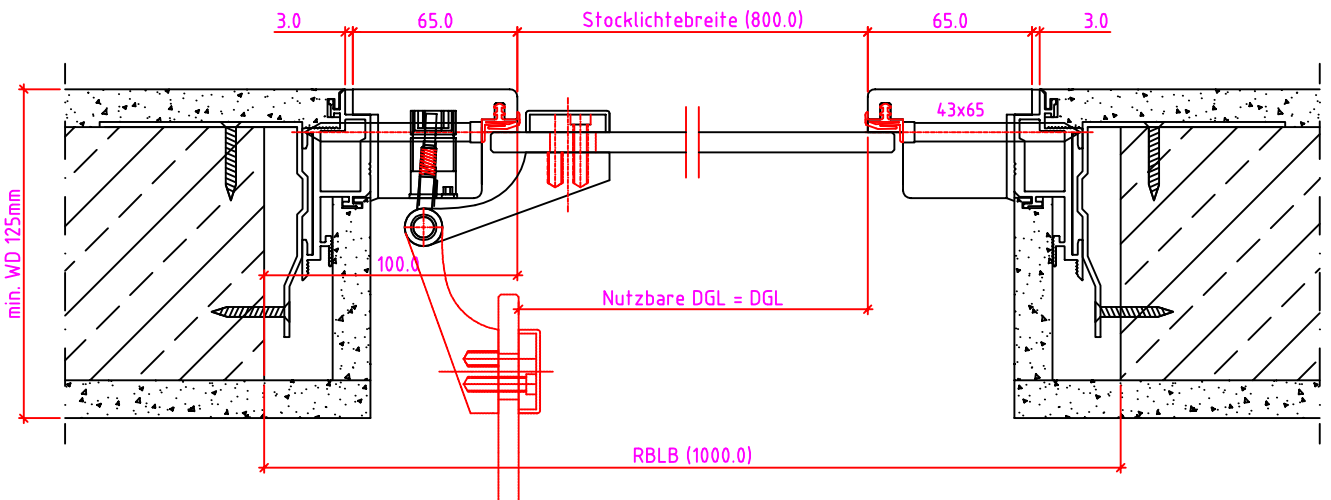 3.0
65.0
Stocklichtebreite (800.0)
65.0
3.0
43x65
min. WD 125mm
100.0
Nutzbare DGL = DGL
RBLB (1000.0)